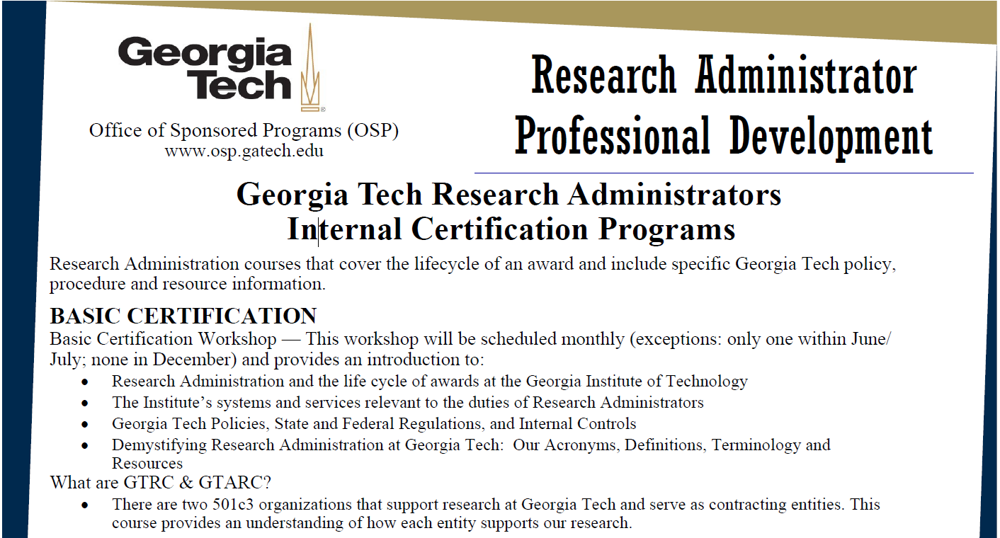 Georgia
Tech
®
Office of Sponsored Programs (OSP)
www.osp.gatech.edu
Research Administrator
Professional Development
Georgia Tech Research Administrators
Internal Certification Programs
Research Administration courses that cover the lifecycle of an award and include specific Georgia Tech policy,
procedure and resource information.
BASIC CERTIFICATION
Basic Certification Workshop — This workshop will be scheduled monthly (exceptions: only one within June/
July; none in December) and provides an introduction to:
• Research Administration and the life cycle of awards at the Georgia Institute of Technology
• The Institute’s systems and services relevant to the duties of Research Administrators
• Georgia Tech Policies, State and Federal Regulations, and Internal Controls
• Demystifying Research Administration at Georgia Tech:  Our Acronyms, Definitions, Terminology and
Resources
What are GTRC & GTARC?
• There are two 501c3 organizations that support research at Georgia Tech and serve as contracting entities. This
course provides an understanding of how each entity supports our research.